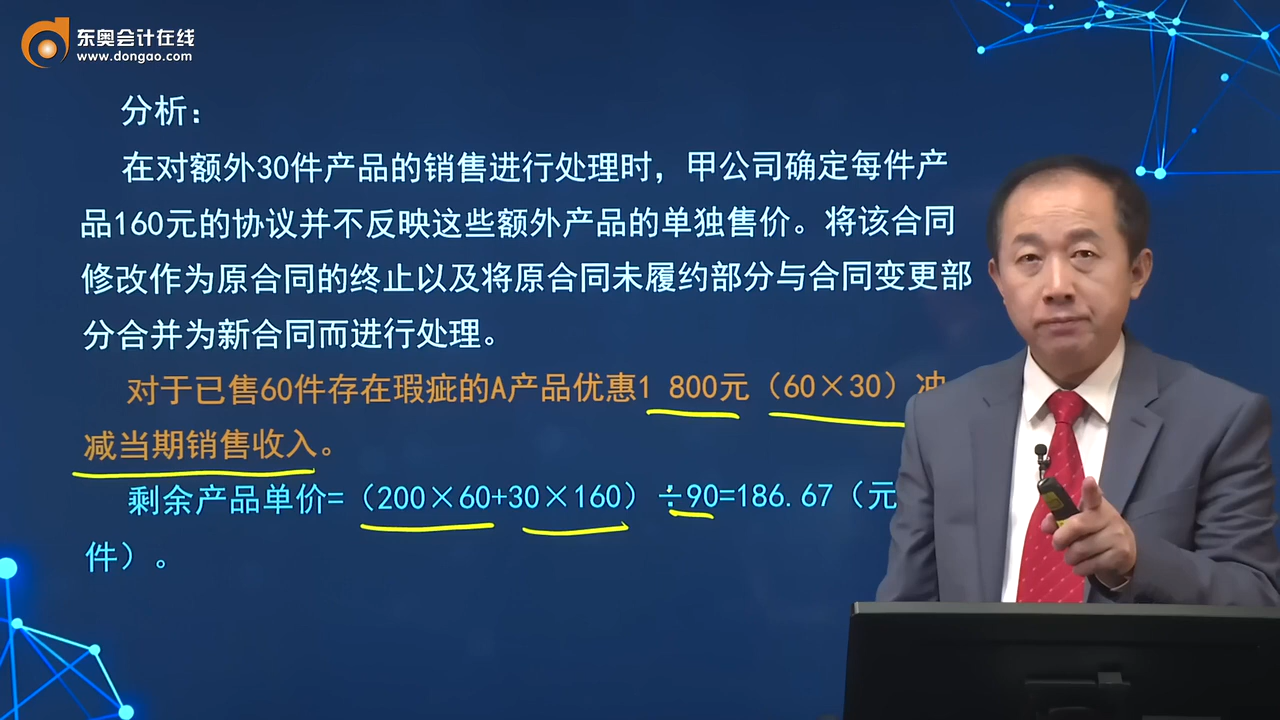 东奥会计在线
www.dongao.com
分析：
在对额外30件产品的销售进行处理时，甲公司确定每件产
品160元的协议并不反映这些额外产品的单独售价。将该合同
修改作为原合同的终止以及将原合同未履约部分与合同变更部
分合并为新合同而进行处理。
对于已售60件存在瑕疵的A产品优惠1 800元（60×30）冲
减当期销售收入。
剩余产品单价=（200×60+30×160）÷90=186.67（元
件）。